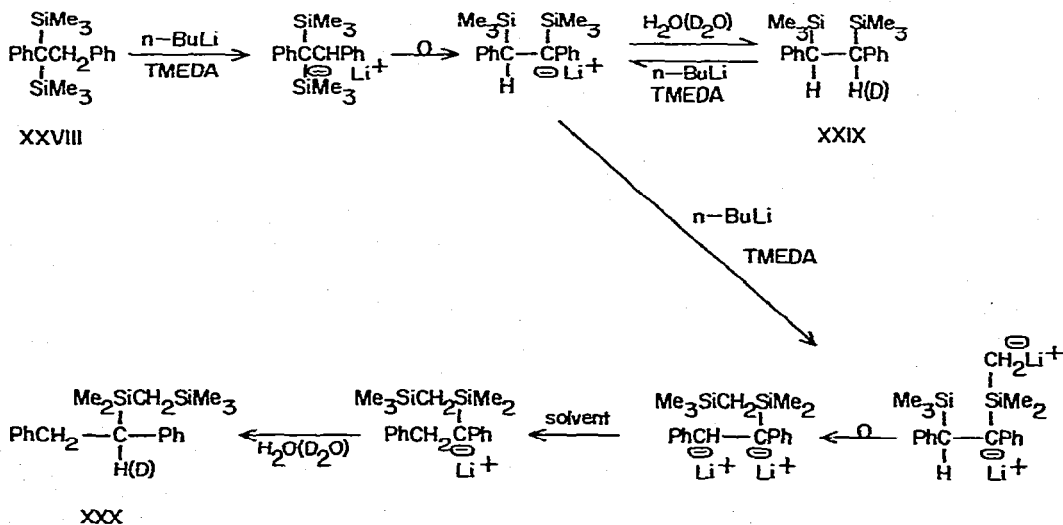 SiMe3
PhCCH2Ph
SiMe3
XXVIII
n-BuLi
TMEDA
SiMe3
PhCCHPh
⊖ Li+
SiMe3
O
Me3Si SiMe3
PhC — CPh
H ⊖ Li+
H2O(D2O)
n-BuLi
TMEDA
Me3Si SiMe3
PhC — CPh
H H(D)
XXIX
n-BuLi
TMEDA
⊖
CH2Li+
Me3Si SiMe2
PhC — CPh
H ⊖ Li+
O
Me3SiCH2SiMe2
PhCH — CPh
⊖ ⊖
Li+ Li+
solvent
Me3SiCH2SiMe2
PhCH2CPh
⊖
Li+
H2O(D2O)
Me2SiCH2SiMe3
PhCH2 — C — Ph
H(D)
XXX